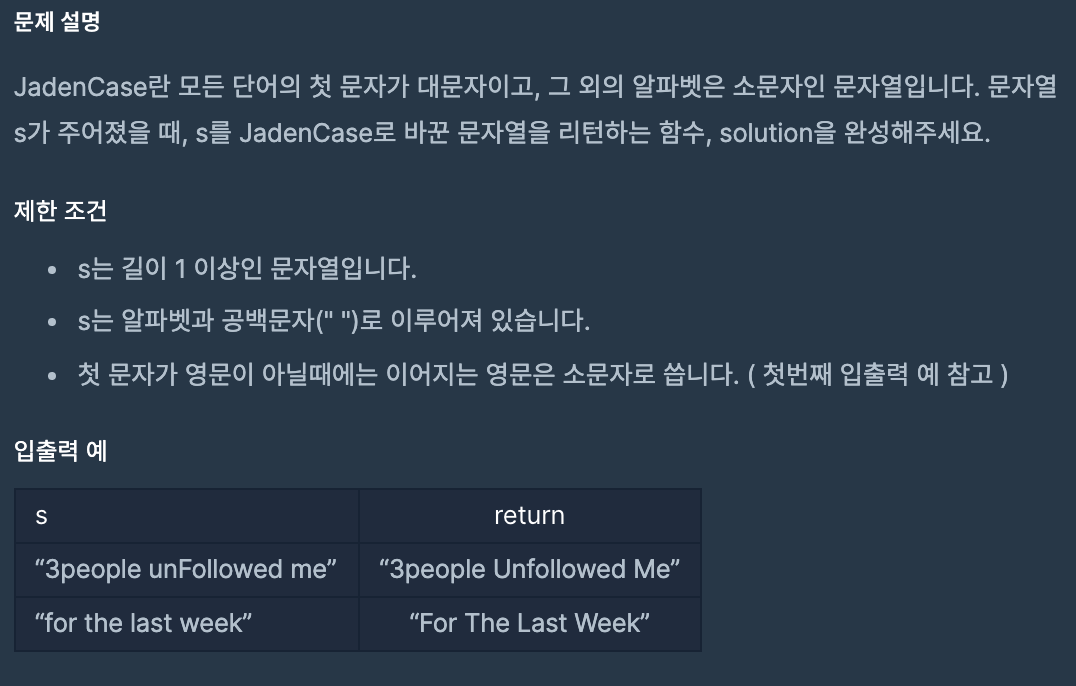 문제 설명
JadenCase란 모든 단어의 첫 문자가 대문자이고, 그 외의 알파벳은 소문자인 문자열입니다. 문자열
s가 주어졌을 때, s를 JadenCase로 바꾼 문자열을 리턴하는 함수, solution을 완성해주세요.
제한 조건
• s는 길이 1 이상인 문자열입니다.
• s는 알파벳과 공백문자(" ")로 이루어져 있습니다.
• 첫 문자가 영문이 아닐때에는 이어지는 영문은 소문자로 씁니다. ( 첫번째 입출력 예 참고 )
입출력 예
s return
“3people unFollowed me” “3people Unfollowed Me”
“for the last week” “For The Last Week”